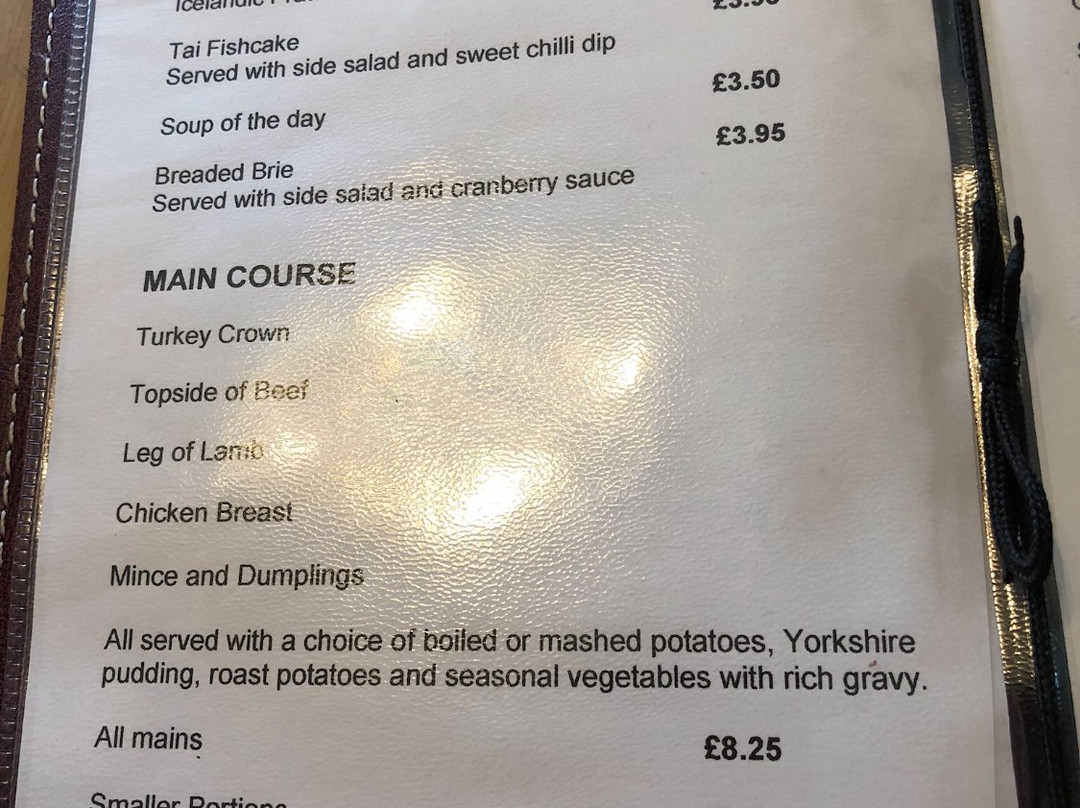 Tai Fishcake
Served with side salad and sweet chilli dip
£3.50
Soup of the day
£3.95
Breaded Brie
Served with side salad and cranberry sauce
MAIN COURSE
Turkey Crown
Topside of Beef
Leg of Lamb
Chicken Breast
Mince and Dumplings
All served with a choice of boiled or mashed potatoes, Yorkshire
pudding, roast potatoes and seasonal vegetables with rich gravy.
All mains £8.25
Smaller Portions